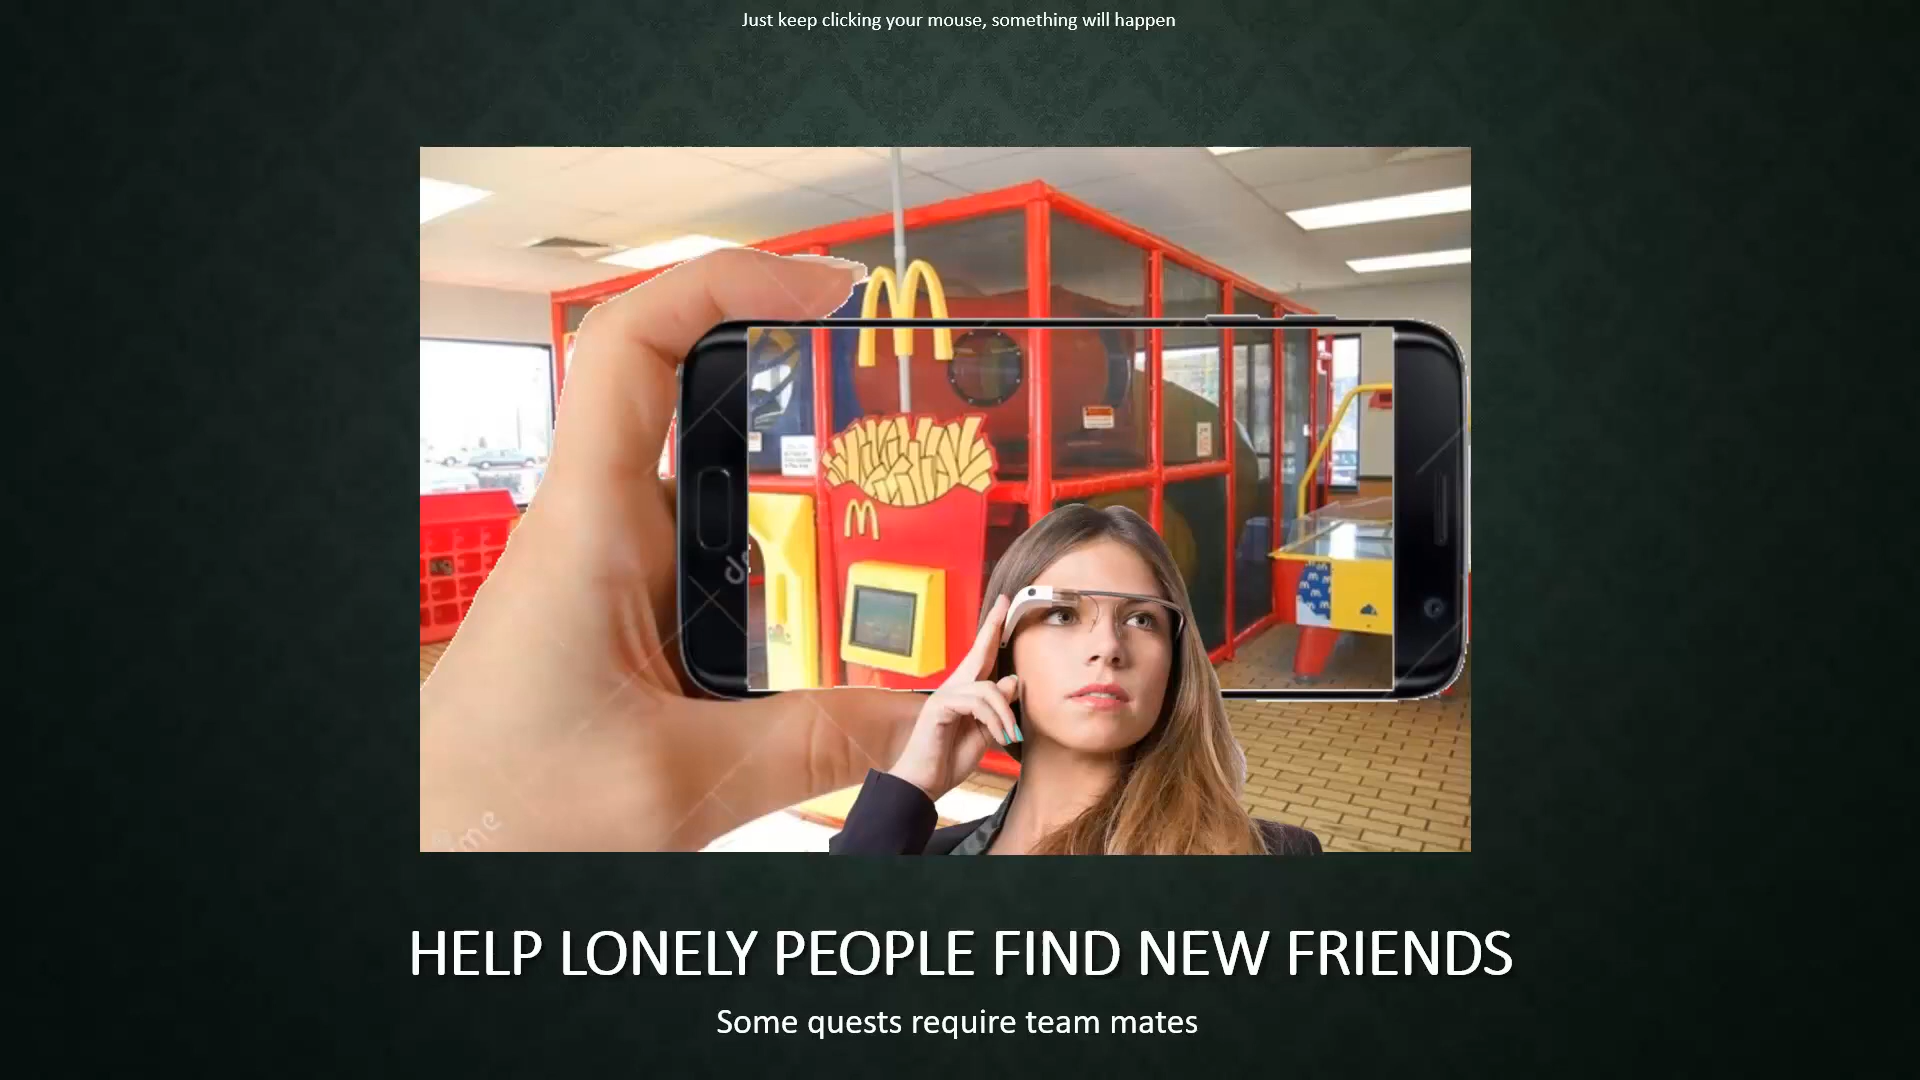 Just keep clicking your mouse, something will happen
HELP LONELY PEOPLE FIND NEW FRIENDS
Some quests require team mates